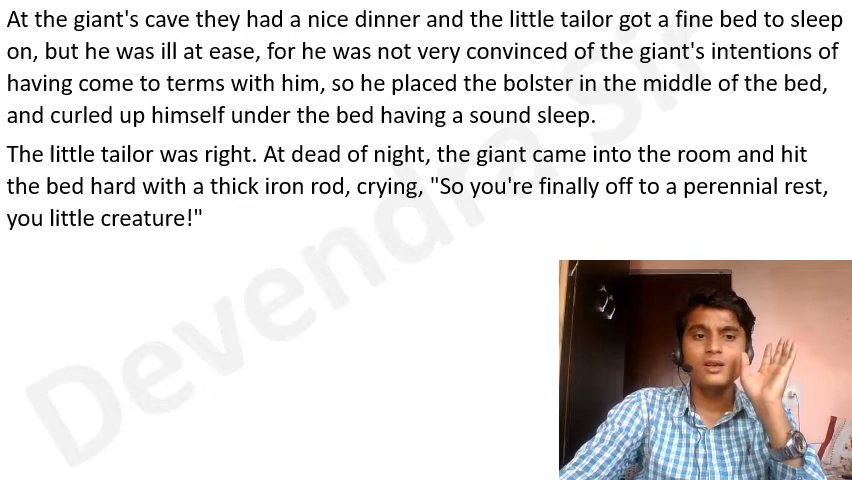 At the giant's cave they had a nice dinner and the little tailor got a fine bed to sleep
on, but he was ill at ease, for he was not very convinced of the giant's intentions of
having come to terms with him, so he placed the bolster in the middle of the bed,
and curled up himself under the bed having a sound sleep.
The little tailor was right. At dead of night, the giant came into the room and hit
the bed hard with a thick iron rod, crying, "So you're finally off to a perennial rest,
you little creature!"
Devendra Sir